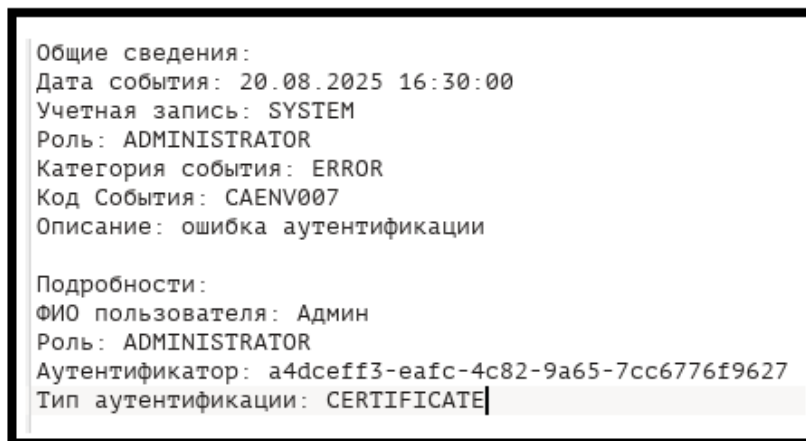 Общие сведения:
Дата события: 20.08.2025 16:30:00
Учетная запись: SYSTEM
Роль: ADMINISTRATOR
Категория события: ERROR
Код События: CAENV007
Описание: ошибка аутентификации
Подробности:
ФИО пользователя: Админ
Роль: ADMINISTRATOR
Аутентификатор: a4dceff3-eafc-4c82-9a65-7cc6776f9627
Тип аутентификации: CERTIFICATE